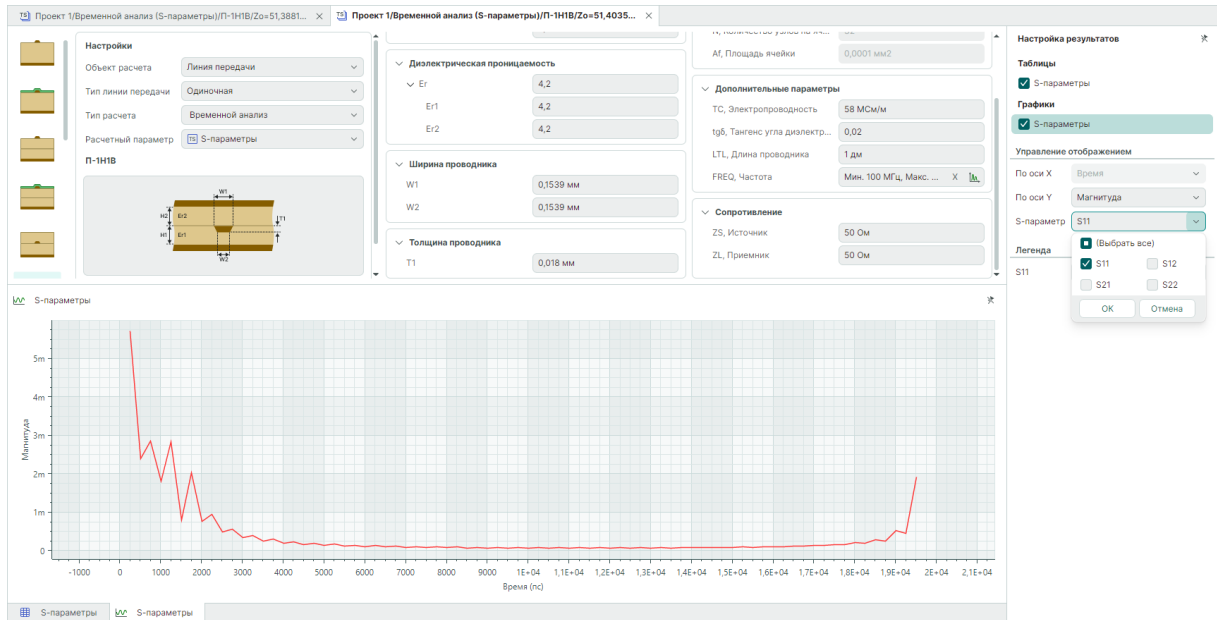 Проект 1/Временной анализ (S-параметры)/П-1Н1В/Zo=51,3881...
Проект 1/Временной анализ (S-параметры)/П-1Н1В/Zo=51,4035...
Настройки
Объект расчета
Линия передачи
Тип линии передачи
Одиночная
Тип расчета
Временной анализ
Расчетный параметр
TS S-параметры
П-1Н1В
W1
H2
Er2
T1
H1
Er1
W2
Диэлектрическая проницаемость
Er
4,2
Er1
4,2
Er2
4,2
Ширина проводника
W1
0,1539 мм
W2
0,1539 мм
Толщина проводника
T1
0,018 мм
Af, Площадь ячейки
0,0001 мм2
Дополнительные параметры
TC, Электропроводность
58 МСм/м
tgδ, Тангенс угла диэлектр...
0,02
LTL, Длина проводника
1 дм
FREQ, Частота
Мин. 100 МГц, Макс. ...
X
Сопротивление
ZS, Источник
50 Ом
ZL, Приемник
50 Ом
Настройка результатов
Таблицы
S-параметры
Графики
S-параметры
Управление отображением
По оси X
Время
По оси Y
Магнитуда
S-параметр
S11
(Выбрать все)
S11
S12
S21
S22
OK
Отмена
Легенда
S11
S-параметры
Магнитуда
5m
4m
3m
2m
1m
0
-1000
0
1000
2000
3000
4000
5000
6000
7000
8000
9000
1E+04
1,1E+04
1,2E+04
1,3E+04
1,4E+04
1,5E+04
1,6E+04
1,7E+04
1,8E+04
1,9E+04
2E+04
2,1E+04
Время (пс)
S-параметры
S-параметры